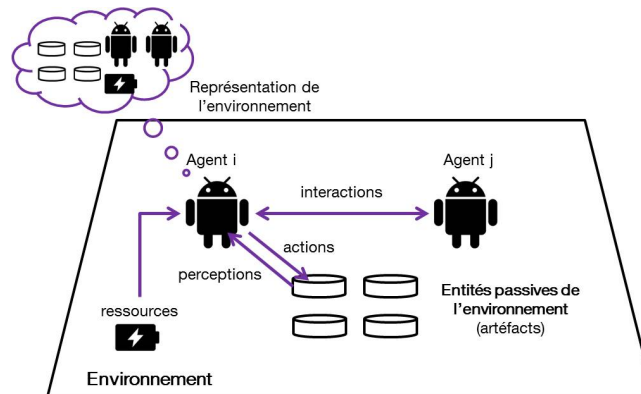 Représentation de
l'environnement
Agent i
Agent j
interactions
actions
perceptions
ressources
Entités passives de
l'environnement
(artéfacts)
Environnement